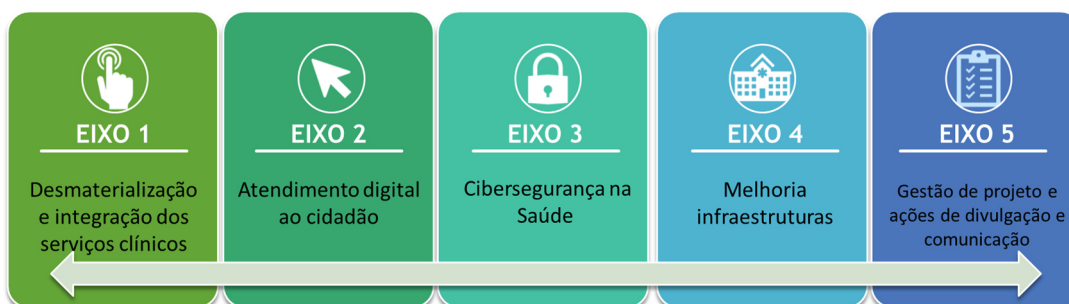 EIXO 1
Desmaterialização
e integração dos
serviços clínicos
EIXO 2
Atendimento digital
ao cidadão
EIXO 3
Cibersegurança na
Saúde
EIXO 4
Melhoria
infraestruturas
EIXO 5
Gestão de projeto e
ações de divulgação e
comunicação